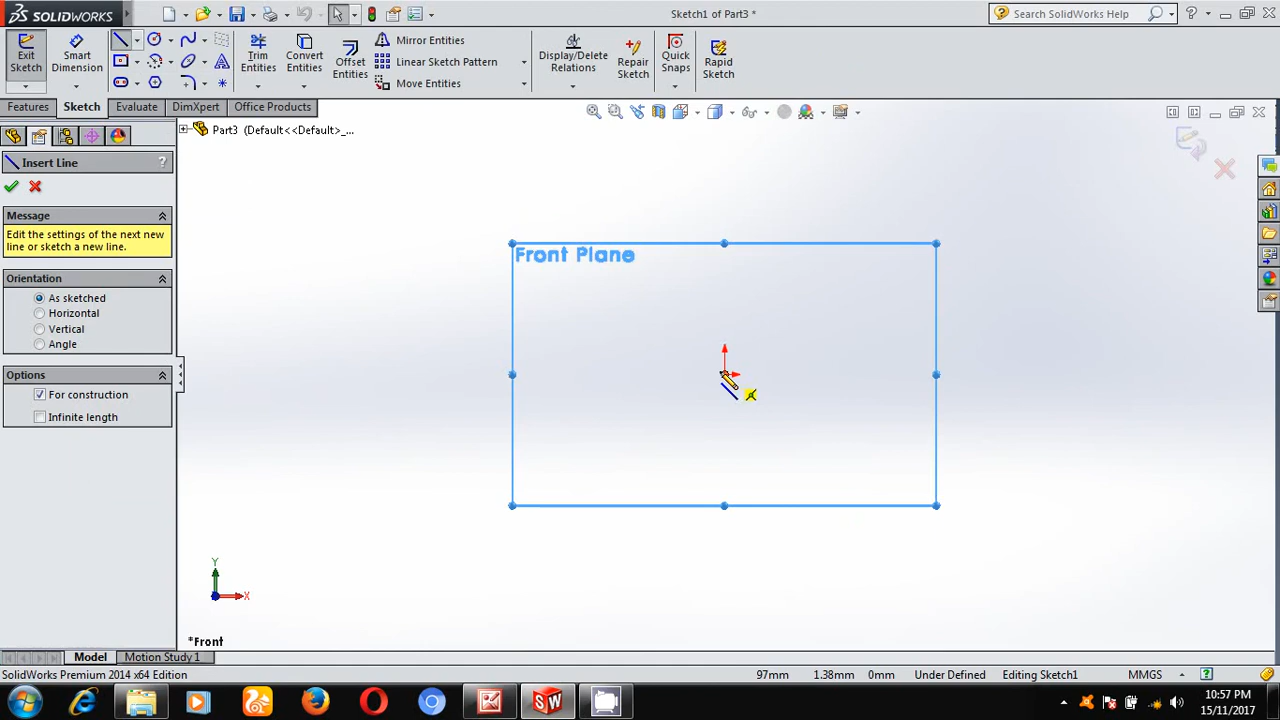 SOLIDWORKS
Sketch1 of Part3 *
Search SolidWorks Help
Exit Sketch
Smart Dimension
Trim Entities
Convert Entities
Offset Entities
Mirror Entities
Linear Sketch Pattern
Move Entities
Display/Delete Relations
Repair Sketch
Quick Snaps
Rapid Sketch
Features
Sketch
Evaluate
DimXpert
Office Products
Part3 (Default<<Default>_...
Insert Line
?
Message
Edit the settings of the next new
line or sketch a new line.
Orientation
As sketched
Horizontal
Vertical
Angle
Options
For construction
Infinite length
Front Plane
Y
X
*Front
Model
Motion Study 1
SolidWorks Premium 2014 x64 Edition
97mm
1.38mm
0mm
Under Defined
Editing Sketch1
MMGS
?
SW
10:57 PM
15/11/2017